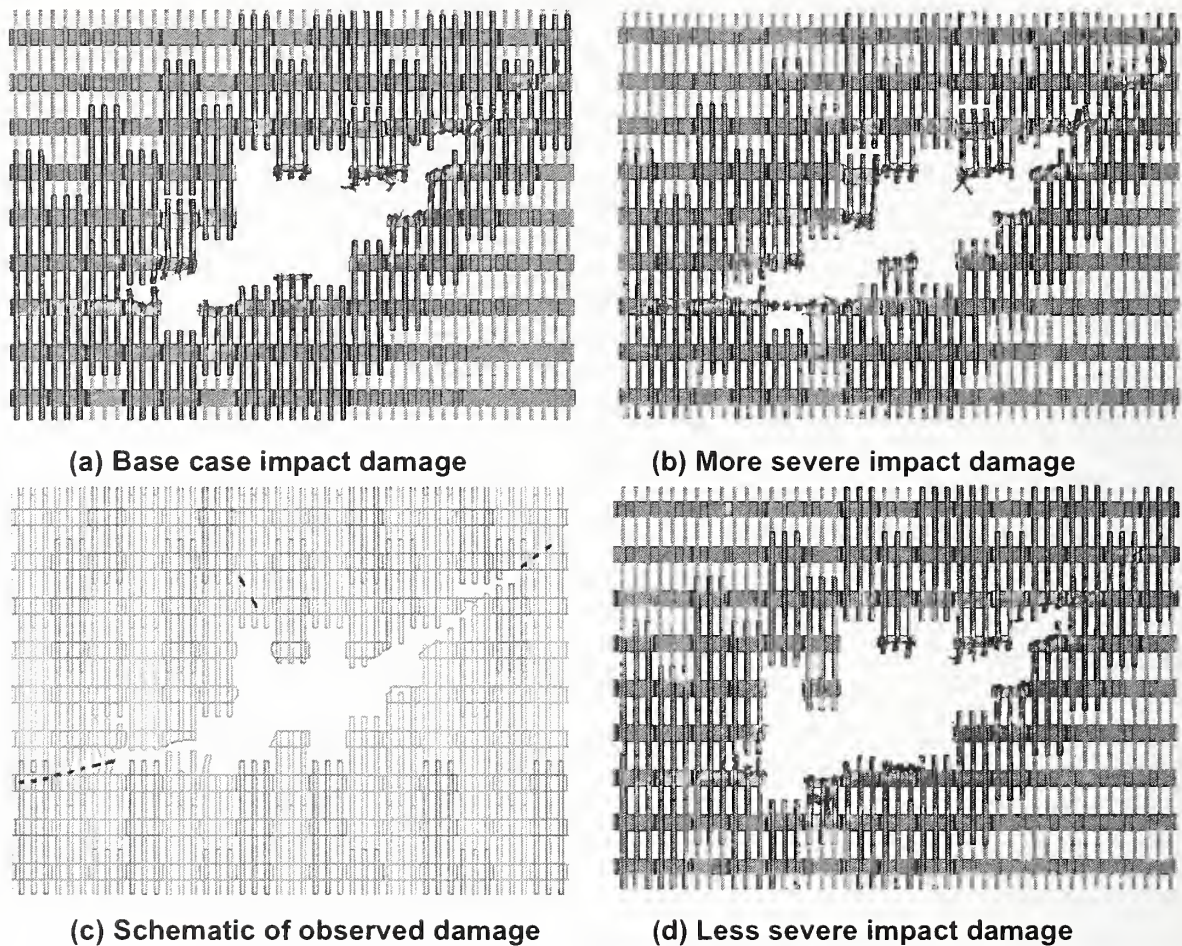 (a) Base case impact damage
(b) More severe impact damage
(c) Schematic of observed damage
(d) Less severe impact damage